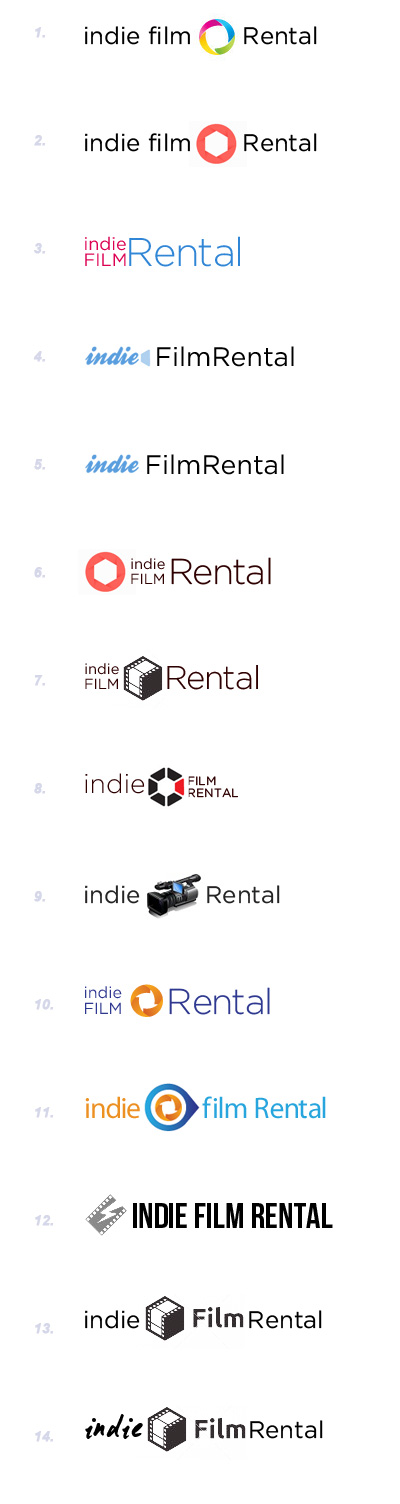 1. indie film Rental
2. indie film Rental
3. indie FILM Rental
4. indie FilmRental
5. indie FilmRental
6. indie FILM Rental
7. indie FILM Rental
8. indie FILM RENTAL
9. indie Rental
10. indie FILM Rental
11. indie film Rental
12. INDIE FILM RENTAL
13. indie Film Rental
14. indie FilmRental